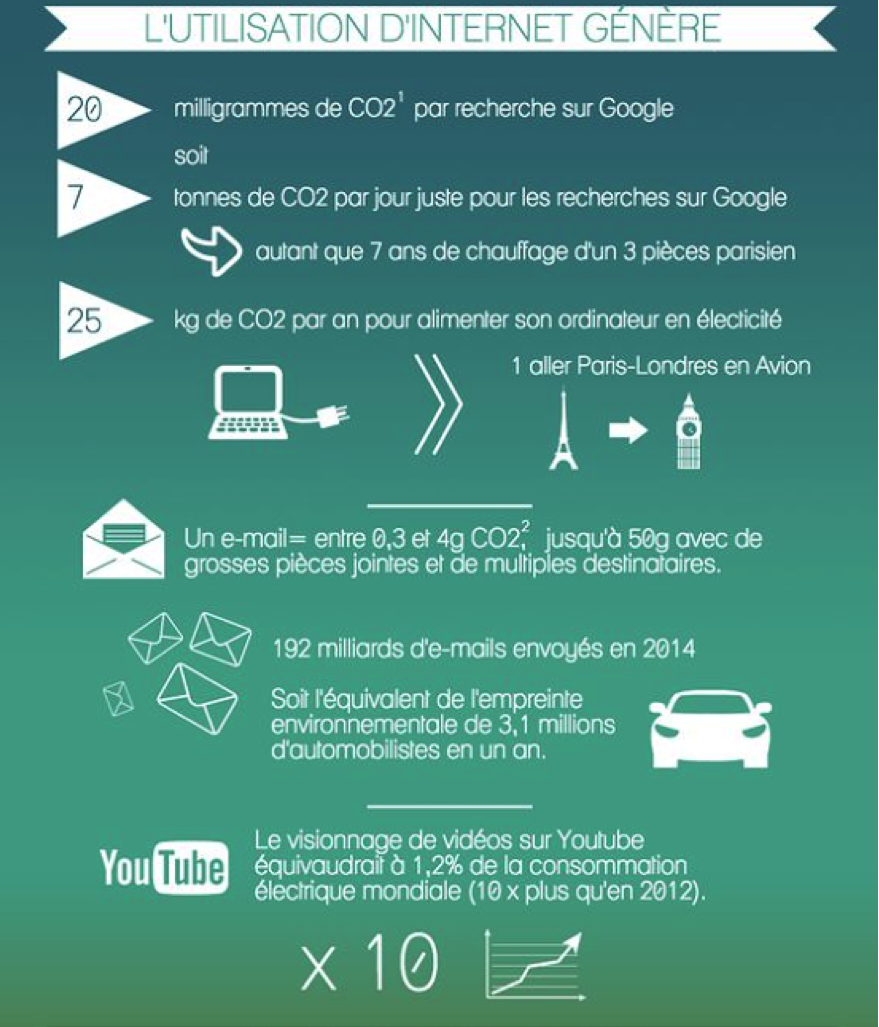 L'UTILISATION D'INTERNET GÉNÈRE
20 milligrammes de CO2¹ par recherche sur Google
soit
7 tonnes de CO2 par jour juste pour les recherches sur Google
autant que 7 ans de chauffage d'un 3 pièces parisien
25 kg de CO2 par an pour alimenter son ordinateur en électicité
1 aller Paris-Londres en Avion
Un e-mail= entre 0,3 et 4g CO2,² jusqu'à 50g avec de
grosses pièces jointes et de multiples destinataires.
192 milliards d'e-mails envoyés en 2014
Soit l'équivalent de l'empreinte
environnementale de 3,1 millions
d'automobilistes en un an.
YouTube
Le visionnage de vidéos sur Youtube
équivaudrait à 1,2% de la consommation
électrique mondiale (10 x plus qu'en 2012).
x 10